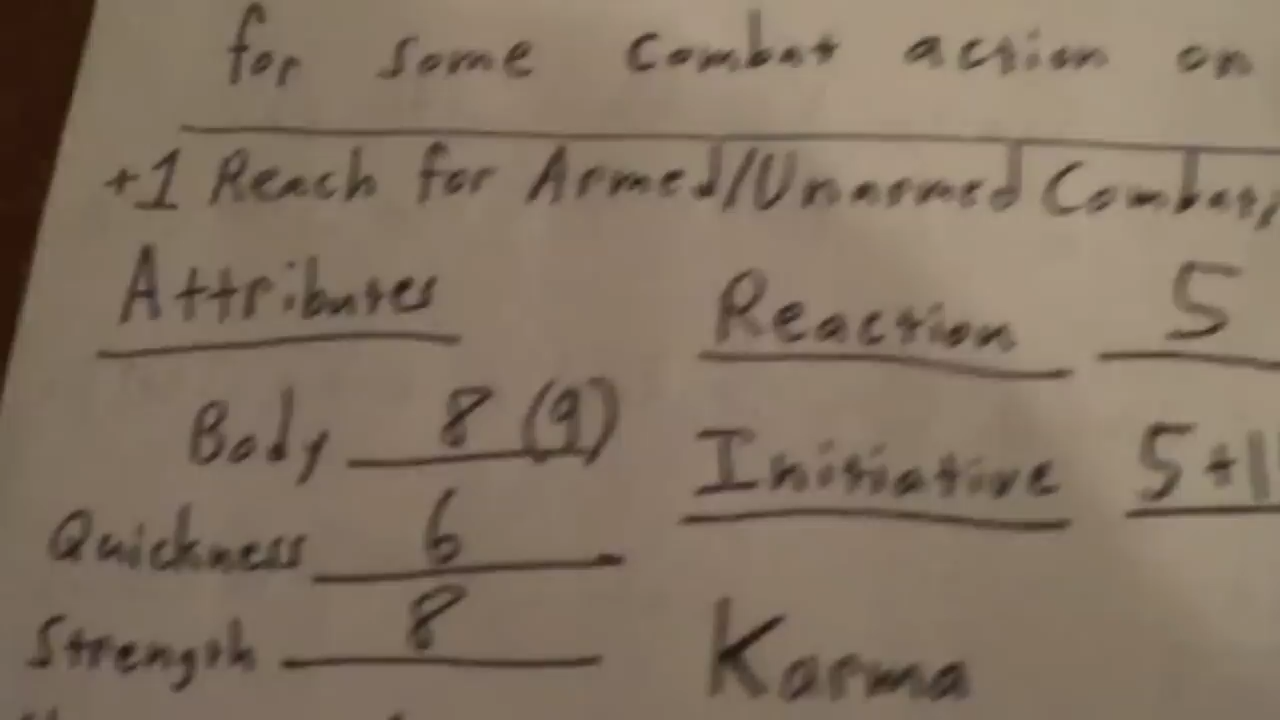 for some combat action on
+1 Reach for Armed/Unarmed Combat,
Attributes
Reaction 5
Body 8 (9)
Initiative 5+1
Quickness 6
Strength 8
Karma